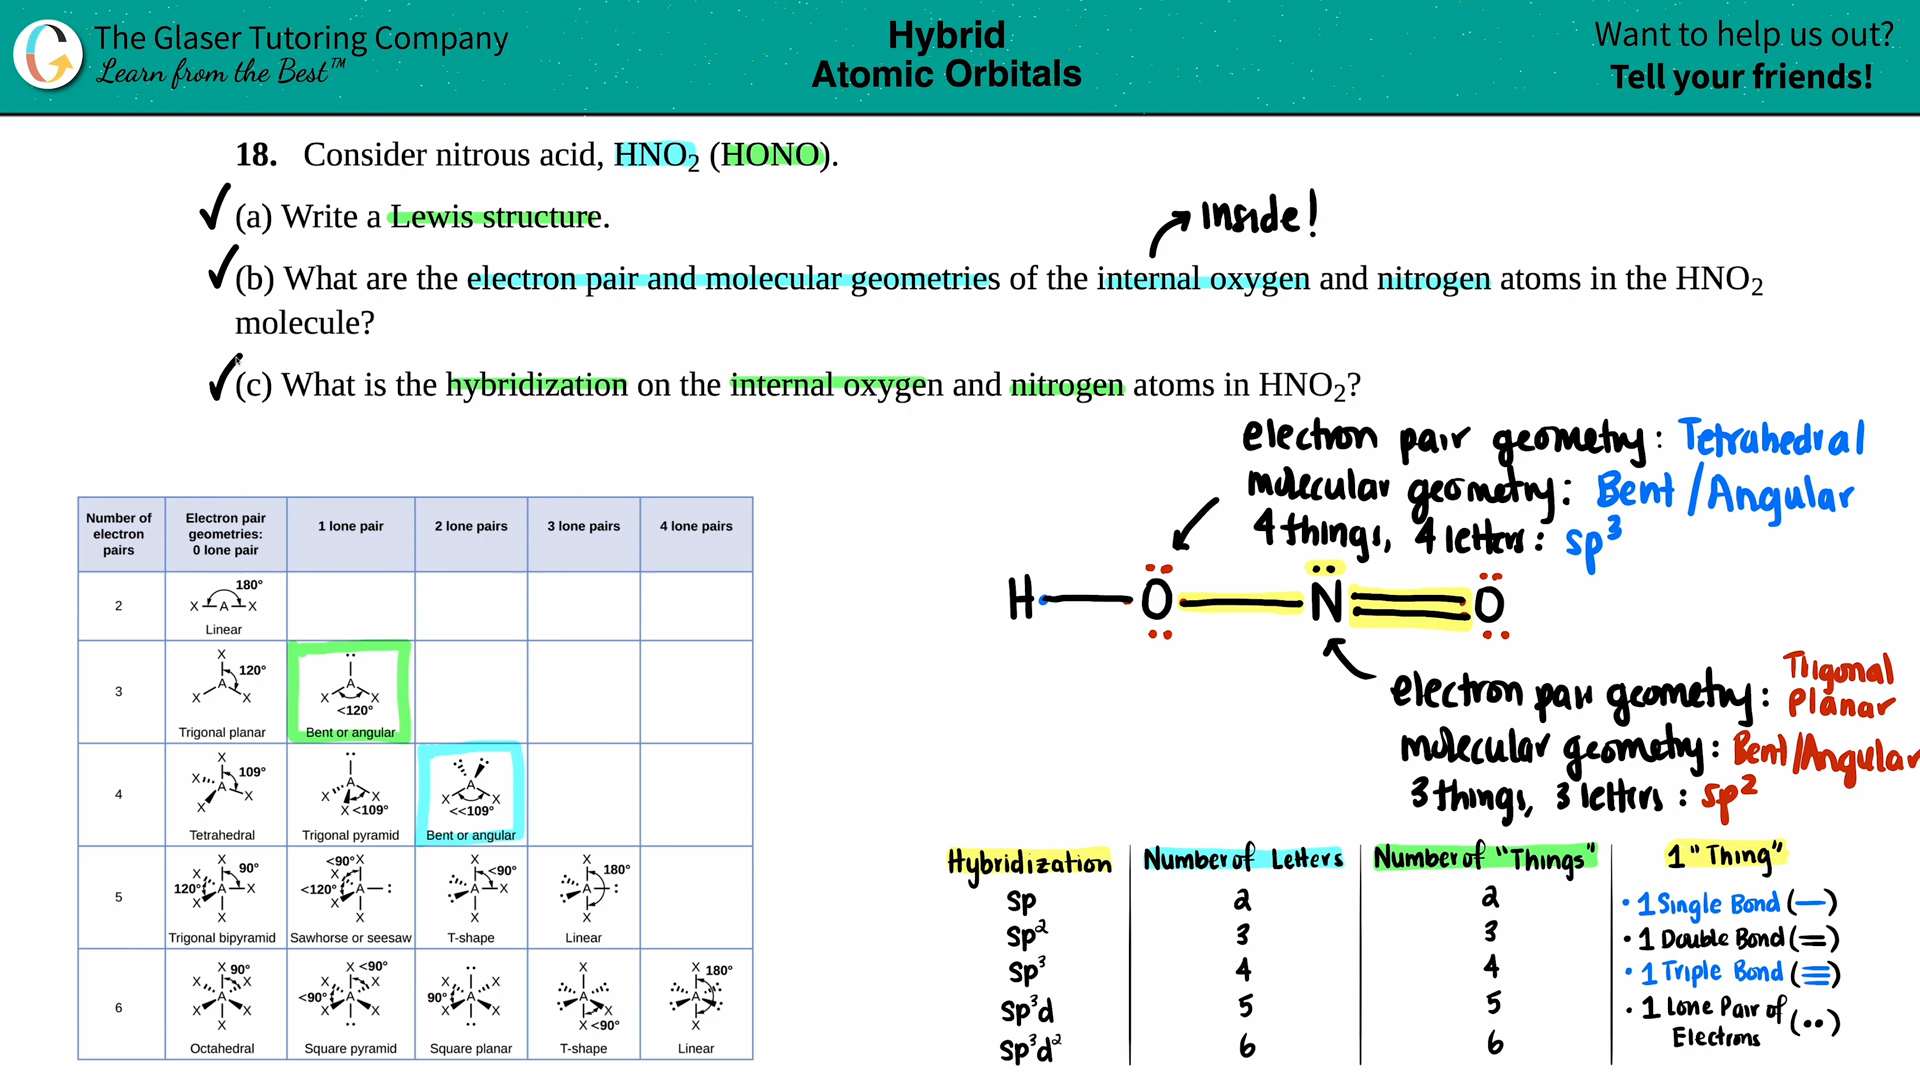 The Glaser Tutoring Company
Learn from the Best™
Hybrid
Atomic Orbitals
Want to help us out?
Tell your friends!
18. Consider nitrous acid, HNO₂ (HONO).
✓(a) Write a Lewis structure.
Inside!
✓(b) What are the electron pair and molecular geometries of the internal oxygen and nitrogen atoms in the HNO₂
molecule?
✓(c) What is the hybridization on the internal oxygen and nitrogen atoms in HNO₂?
electron pair geometry: Tetrahedral
molecular geometry: Bent/Angular
4 things, 4 letters: sp³
H O N O
electron pair geometry: Trigonal
Planar
molecular geometry: Bent/Angular
3 things, 3 letters: sp²
Number of electron pairs
Electron pair geometries: 0 lone pair
1 lone pair
2 lone pairs
3 lone pairs
4 lone pairs
2
180°
X A X
Linear
3
X
120°
A
X X
Trigonal planar
A
X X
<120°
Bent or angular
4
X
X 109°
A
X X
Tetrahedral
A
X X
X <109°
Trigonal pyramid
A
X X
<<109°
Bent or angular
5
X
X 90°
120° A X
X
X
Trigonal bipyramid
<90° X
X
<120° A :
X
X
Sawhorse or seesaw
X
<90°
A X
X
T-shape
X 180°
A :
X
Linear
6
X 90°
X X
A
X X
X
Octahedral
X <90°
X X
<90° A
X X
Square pyramid
X X
90° A
X X
Square planar
X
A
X <90°
T-shape
X 180°
A
X
Linear
Hybridization Number of Letters Number of "Things" 1 "Thing"
sp 2 2 • 1 Single Bond (—)
sp² 3 3 • 1 Double Bond (=)
sp³ 4 4 • 1 Triple Bond (≡)
sp³d 5 5 • 1 Lone Pair of
Electrons (••)
sp³d² 6 6